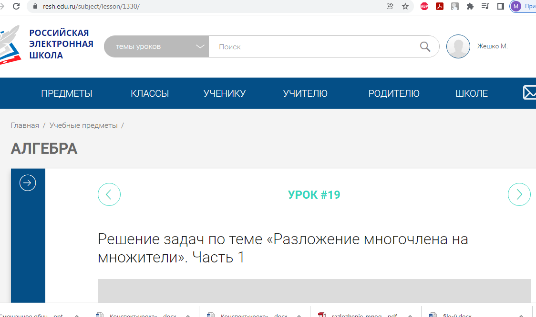 resh.edu.ru/subject/lesson/1330/
РОССИЙСКАЯ
ЭЛЕКТРОННАЯ
ШКОЛА
темы уроков
Поиск
Жешко М
ПРЕДМЕТЫ КЛАССЫ УЧЕНИКУ УЧИТЕЛЮ РОДИТЕЛЮ ШКОЛЕ
Главная / Учебные предметы /
АЛГЕБРА
УРОК #19
Решение задач по теме «Разложение многочлена на
множители». Часть 1